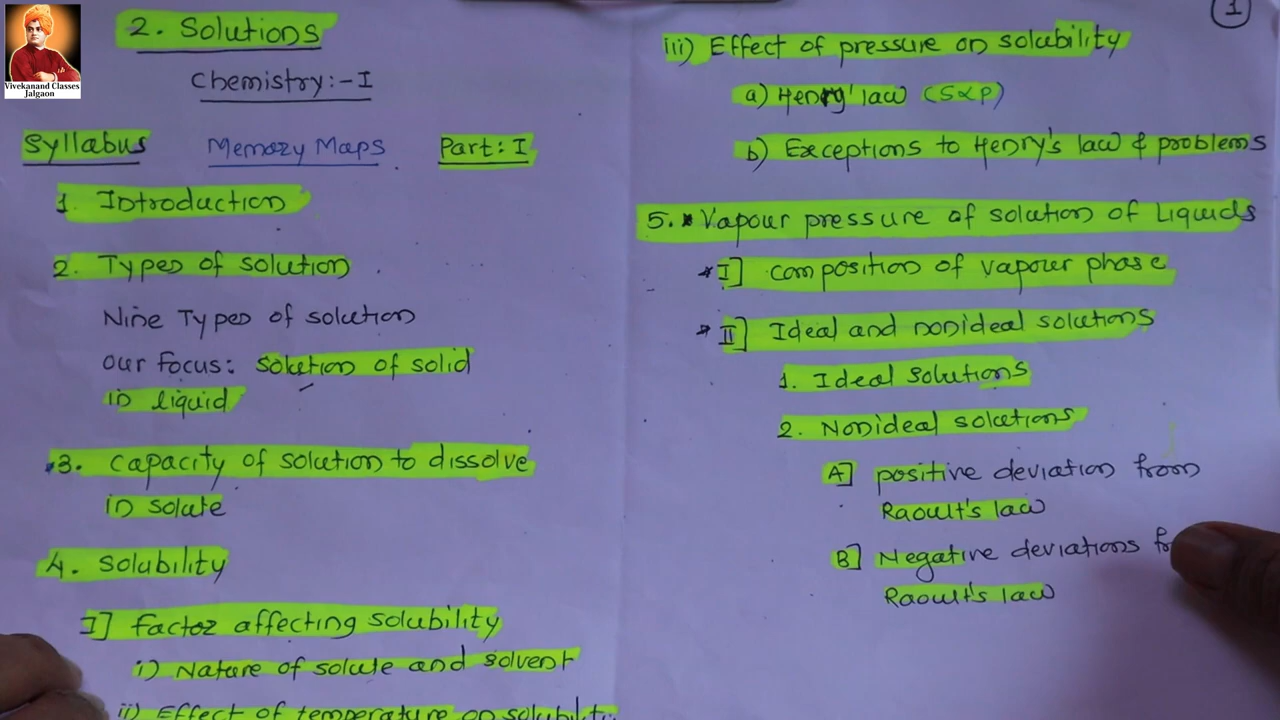 Vivekanand Classes
Jalgaon
2. Solutions
Chemistry:-I
Syllabus Memory Maps Part: I
1. Introduction
2. Types of solution
Nine Types of solution
Our Focus: Solution of solid
in liquid
3. Capacity of solution to dissolve
in solute
4. Solubility
I] factor affecting solubility
i) Nature of solute and solvent
ii) Effect of temperature on solubility
1
iii) Effect of pressure on solubility
a) Henry' law (S∝P)
b) Exceptions to Henry's law & problems
5. * Vapour pressure of solution of Liquids
* I] composition of vapour phase
* II] Ideal and nonideal solutions
1. Ideal Solutions
2. Nonideal solutions
A] positive deviation from
Raoult's law
B] Negative deviations
Raoult's law